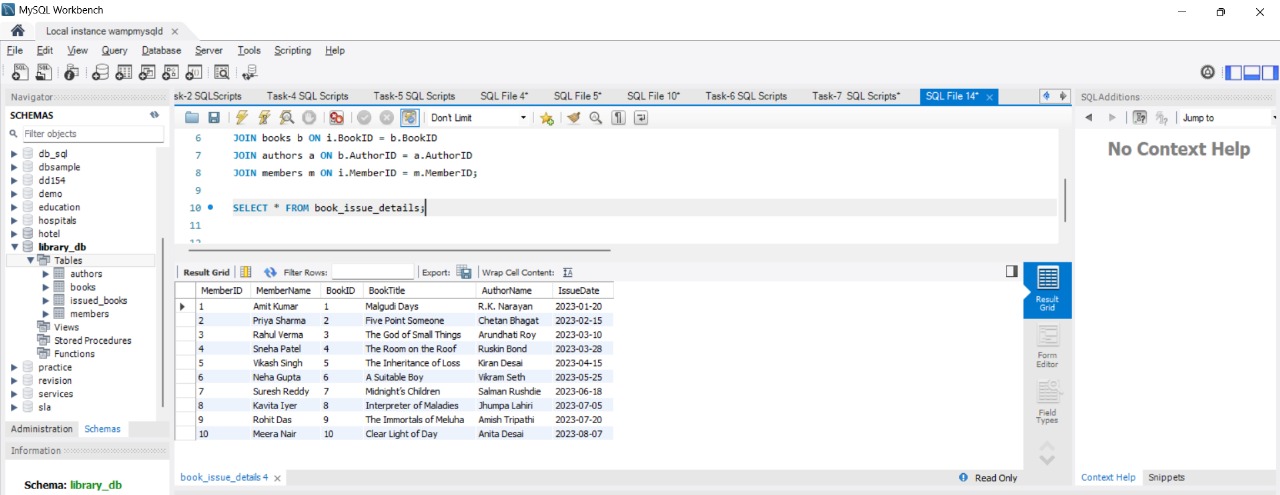 MySQL Workbench
Local instance wampmysqld
File Edit View Query Database Server Tools Scripting Help
Navigator
SCHEMAS
Filter objects
db_sql
dbsample
dd154
demo
education
hospitals
hotel
library_db
Tables
authors
books
issued_books
members
Views
Stored Procedures
Functions
practice
revision
services
sla
Administration Schemas
Information
Schema: library_db
sk-2 SQLScripts Task-4 SQL Scripts Task-5 SQL Scripts SQL File 4* SQL File 5* SQL File 10* Task-6 SQL Scripts Task-7 SQL Scripts* SQL File 14*
Don't Limit
6 JOIN books b ON i.BookID = b.BookID
7 JOIN authors a ON b.AuthorID = a.AuthorID
8 JOIN members m ON i.MemberID = m.MemberID;
9
10 SELECT * FROM book_issue_details;
11
12
Result Grid Filter Rows: Export: Wrap Cell Content:
MemberID MemberName BookID BookTitle AuthorName IssueDate
1 Amit Kumar 1 Malgudi Days R.K. Narayan 2023-01-20
2 Priya Sharma 2 Five Point Someone Chetan Bhagat 2023-02-15
3 Rahul Verma 3 The God of Small Things Arundhati Roy 2023-03-10
4 Sneha Patel 4 The Room on the Roof Ruskin Bond 2023-03-28
5 Vikash Singh 5 The Inheritance of Loss Kiran Desai 2023-04-15
6 Neha Gupta 6 A Suitable Boy Vikram Seth 2023-05-25
7 Suresh Reddy 7 Midnight's Children Salman Rushdie 2023-06-18
8 Kavita Iyer 8 Interpreter of Maladies Jhumpa Lahiri 2023-07-05
9 Rohit Das 9 The Immortals of Meluha Amish Tripathi 2023-07-20
10 Meera Nair 10 Clear Light of Day Anita Desai 2023-08-07
Result
Grid
Form
Editor
Field
Types
book_issue_details 4
Read Only
SQLAdditions
Jump to
No Context Help
Context Help Snippets